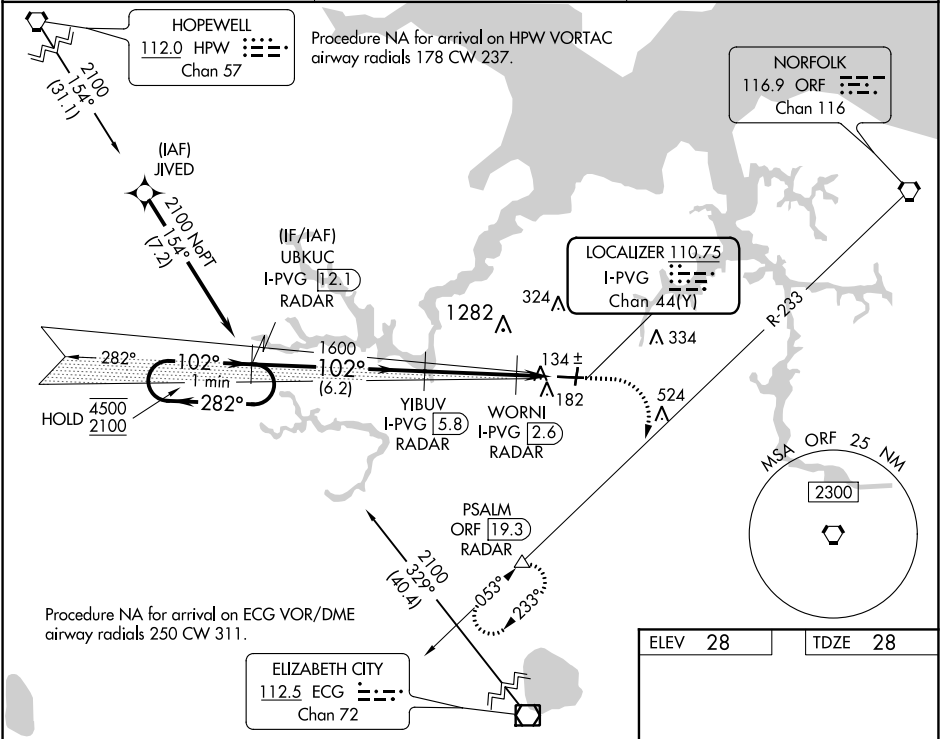 HOPEWELL
112.0 HPW
Chan 57
Procedure NA for arrival on HPW VORTAC
airway radials 178 CW 237.
NORFOLK
116.9 ORF
Chan 116
2100
154°
(31.1)
(IAF)
JIVED
2100 NoPT
154°
(7.2)
(IF/IAF)
UBKUC
I-PVG 12.1
RADAR
LOCALIZER 110.75
I-PVG
Chan 44(Y)
R-233
1282
324
334
282°
102°
1 min
282°
1600
102°
(6.2)
134 ±
182
524
HOLD 4500
2100
YIBUV
I-PVG 5.8
RADAR
WORNI
I-PVG 2.6
RADAR
MSA ORF 25 NM
2300
PSALM
ORF 19.3
RADAR
053°
233°
2100
329°
(40.4)
Procedure NA for arrival on ECG VOR/DME
airway radials 250 CW 311.
ELIZABETH CITY
112.5 ECG
Chan 72
ELEV 28
TDZE 28